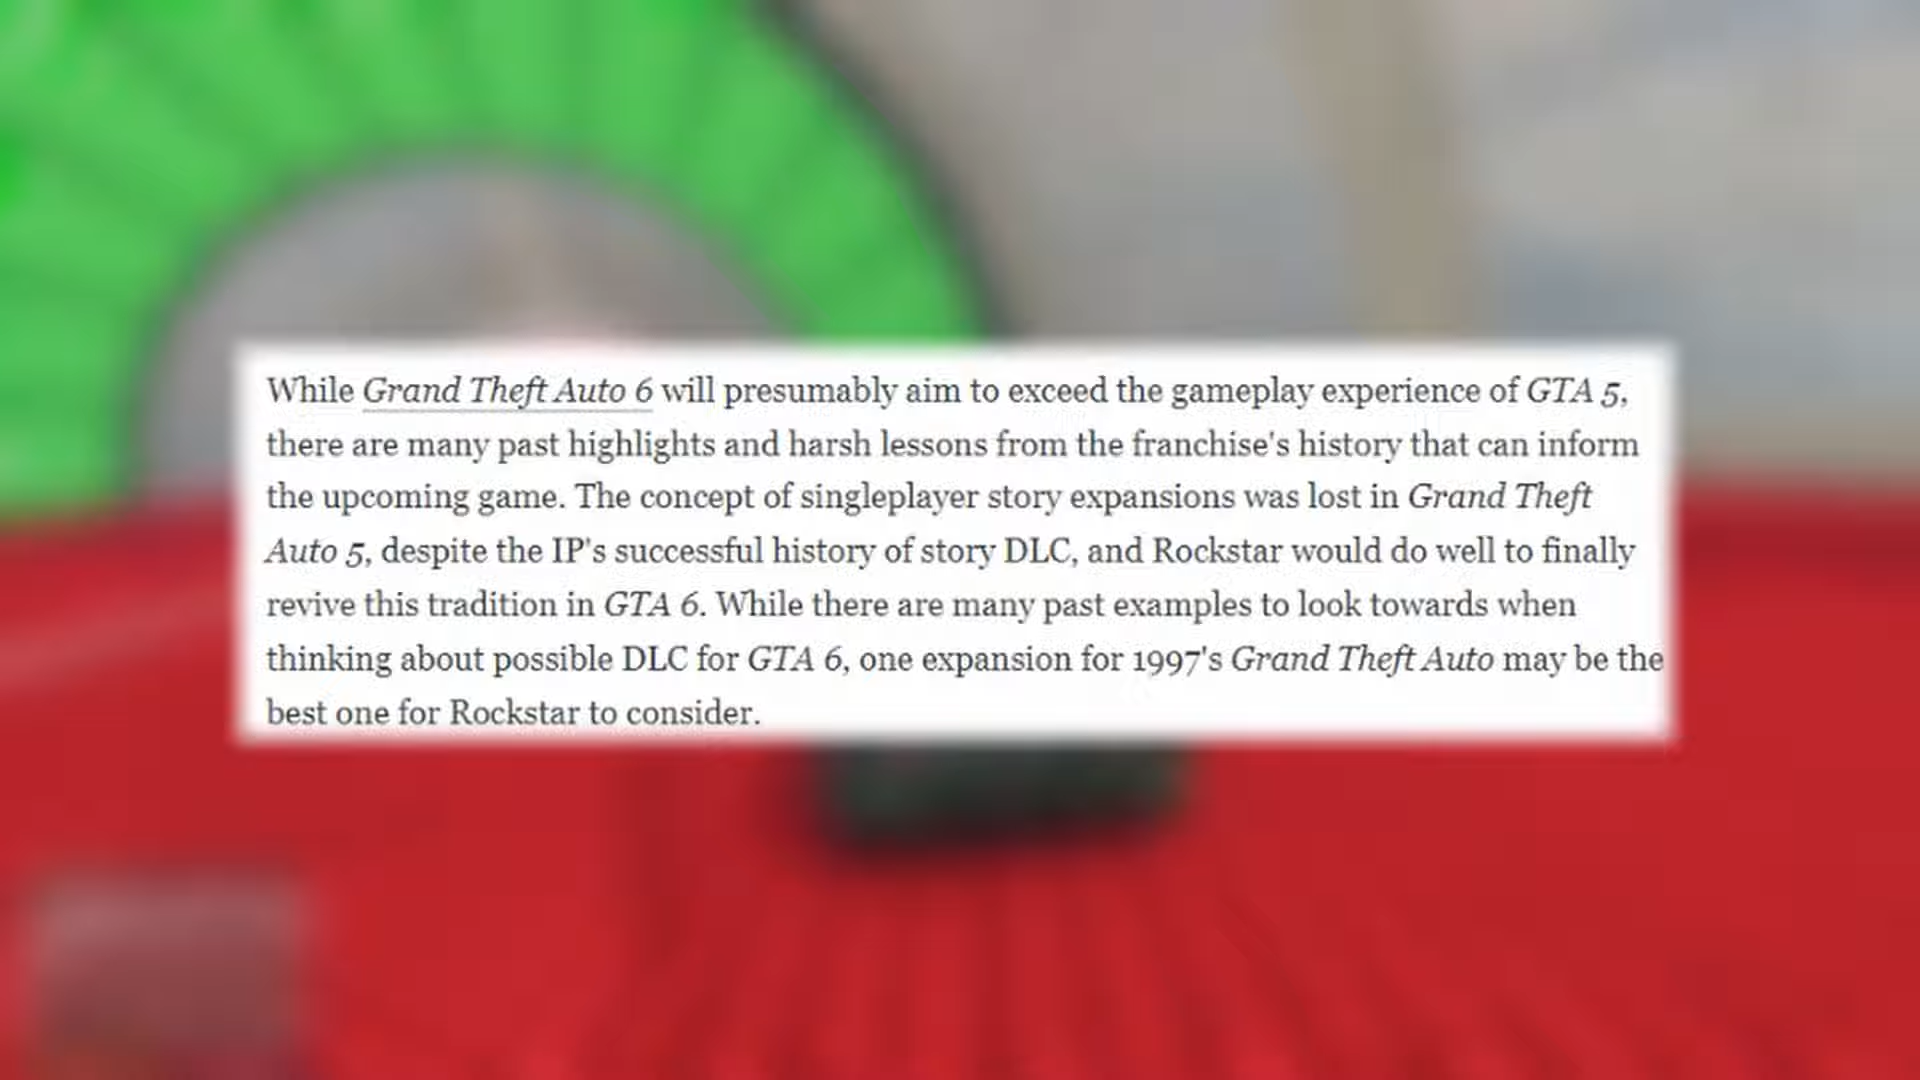 While Grand Theft Auto 6 will presumably aim to exceed the gameplay experience of GTA 5,
there are many past highlights and harsh lessons from the franchise's history that can inform
the upcoming game. The concept of singleplayer story expansions was lost in Grand Theft
Auto 5, despite the IP's successful history of story DLC, and Rockstar would do well to finally
revive this tradition in GTA 6. While there are many past examples to look towards when
thinking about possible DLC for GTA 6, one expansion for 1997's Grand Theft Auto may be the
best one for Rockstar to consider.